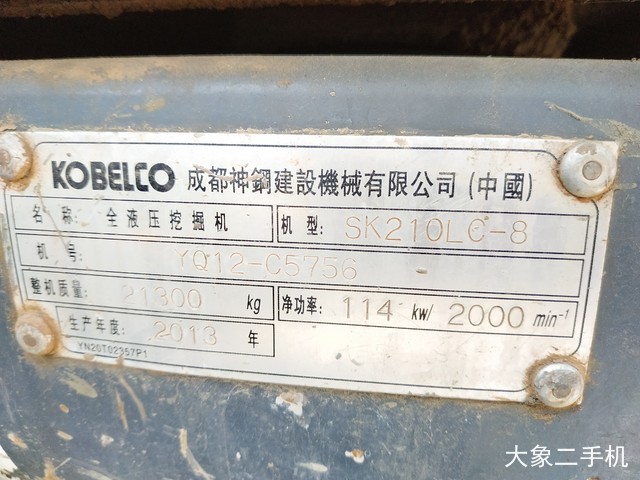 KOBELCO 成都神鋼建設機械有限公司(中國)
名称: 全液压挖掘机 机型: SK210LC-8
机号: YQ12-C5756
整机质量: 21300 kg 净功率: 114 kw/ 2000 min⁻¹
生产年度: 2013 年
YN20T02357P1
大象二手机